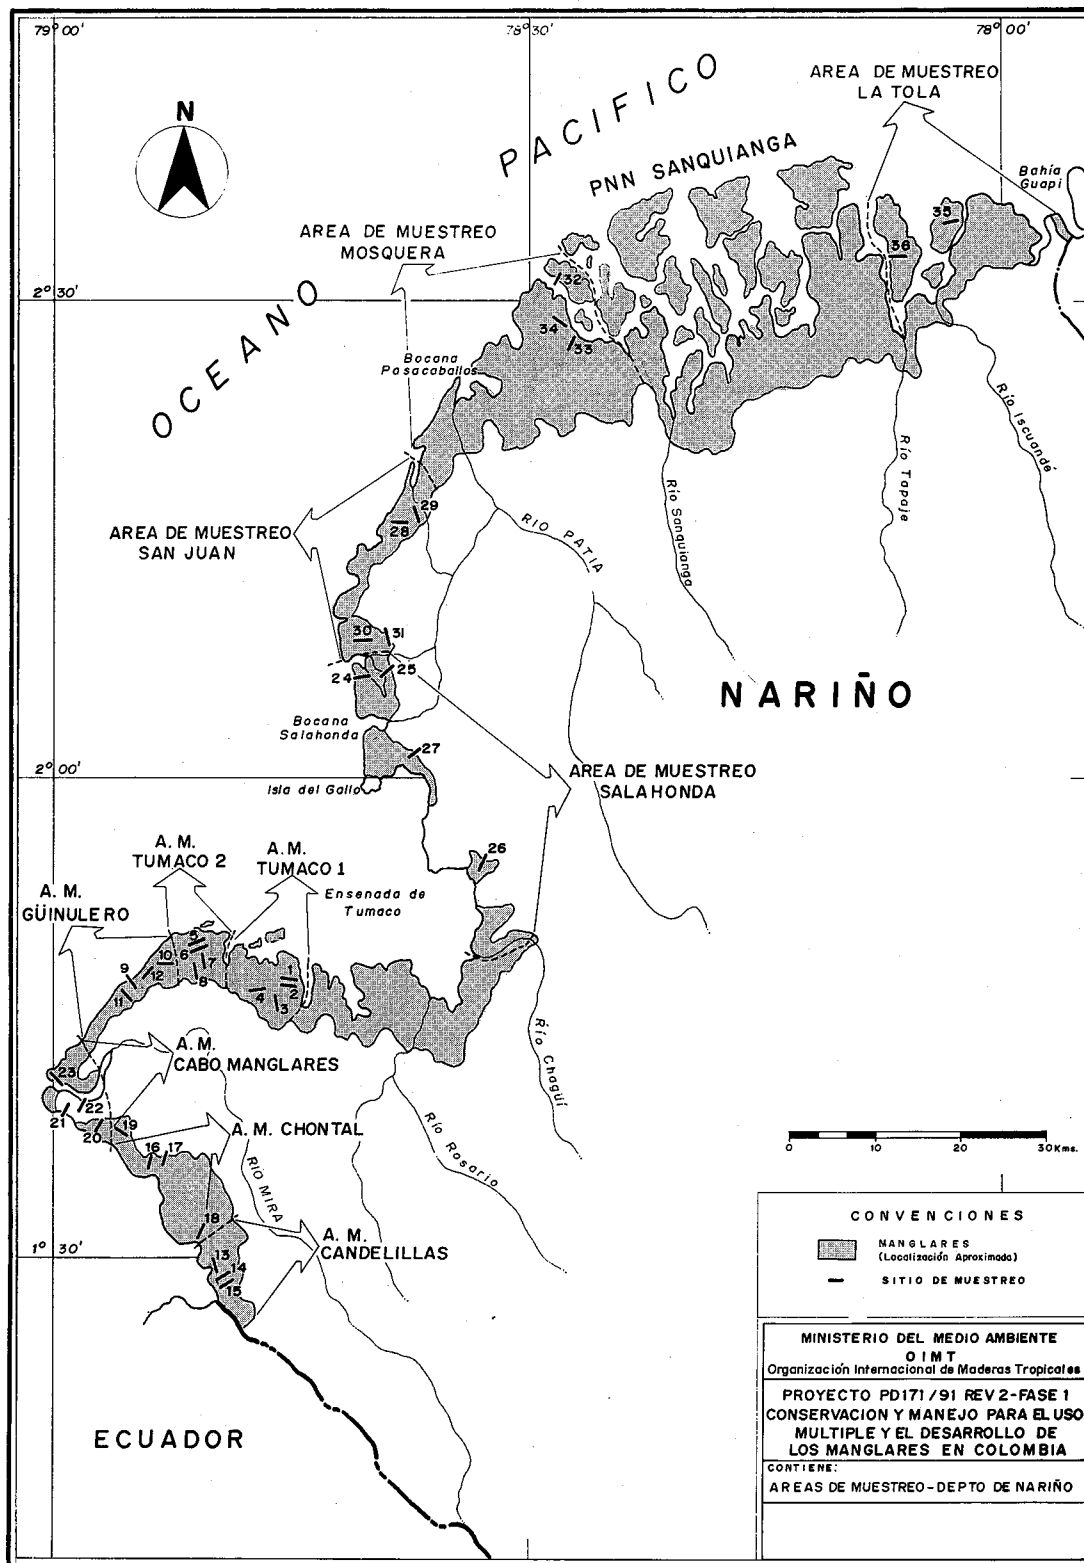 79°00'
78°30'
78°00'
N
OCEANO PACIFICO
AREA DE MUESTREO
LA TOLA
PNN SANQUIANGA
Bahía
Guapi
AREA DE MUESTREO
MOSQUERA
35
36
32
2°30'
34
33
Bocana
Pasacaballos
Río Iscuandé
Río Tapaje
Río Sanquianga
29
28
RIO PATIA
AREA DE MUESTREO
SAN JUAN
30
31
25
24
NARIÑO
Bocana
Salahonda
27
2°00'
Isla del Gallo
AREA DE MUESTREO
SALAHONDA
A. M.
TUMACO 2
A. M.
TUMACO 1
26
Ensenada de
Tumaco
A. M.
GÜINULERO
5
6
7
8
10
9
12
11
1
2
4
3
Río Chagüí
A. M.
CABO MANGLARES
23
22
21
20
19
A. M. CHONTAL
16
17
RIO MIRA
Río Rosario
18
A. M.
CANDELILLAS
1°30'
13
14
15
0
10
20
30Kms.
CONVENCIONES
MANGLARES
(Localización Aproximada)
SITIO DE MUESTREO
MINISTERIO DEL MEDIO AMBIENTE
OIMT
Organización Internacional de Maderas Tropicales
PROYECTO PD171/91 REV 2-FASE 1
CONSERVACION Y MANEJO PARA EL USO
MULTIPLE Y EL DESARROLLO DE
LOS MANGLARES EN COLOMBIA
CONTIENE:
AREAS DE MUESTREO-DEPTO DE NARIÑO
ECUADOR